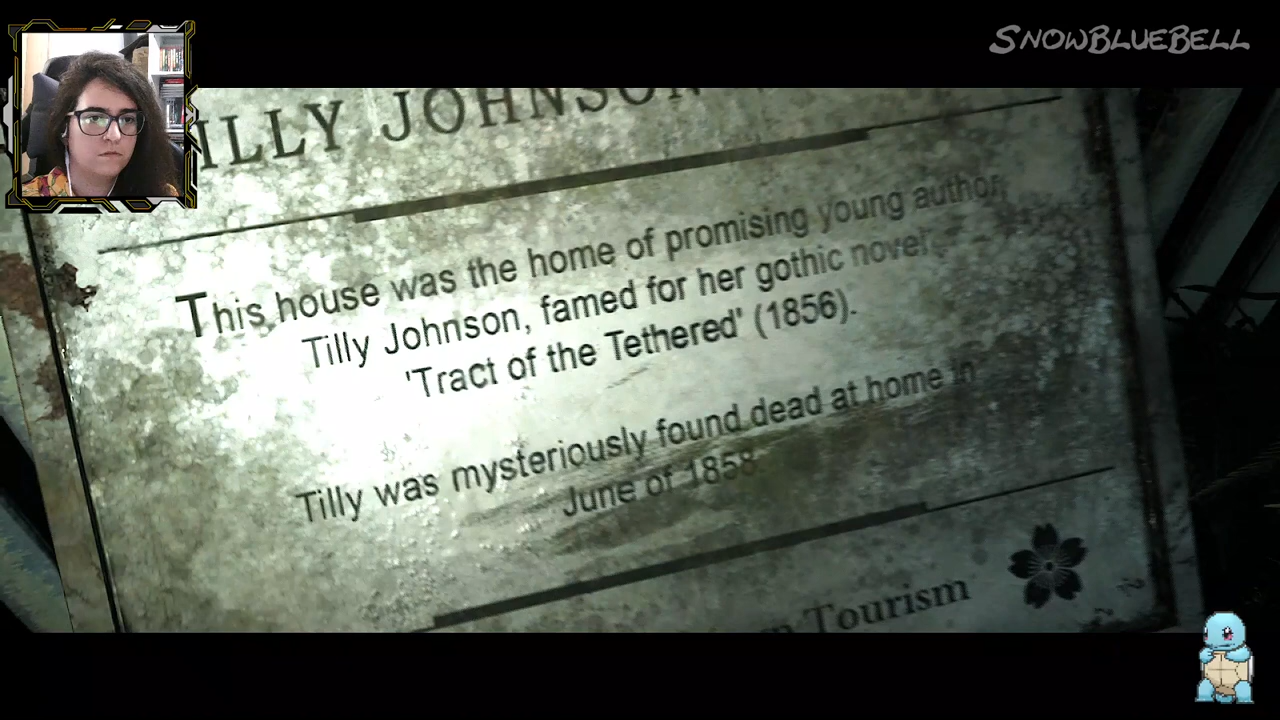 SNOWBLUEBELL
ILLY JOHNSON
This house was the home of promising young author
Tilly Johnson, famed for her gothic novel,
'Tract of the Tethered' (1856).
Tilly was mysteriously found dead at home in
June of 1858.
Tourism